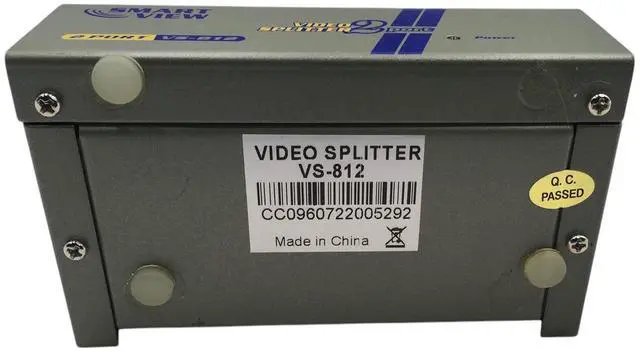 SMART
VIEW
2 PORT VS-812
VIDEO
SPLITTER 2
PORT
Power
VIDEO SPLITTER
VS-812
CC0960722005292
Made in China
Q.C.
PASSED